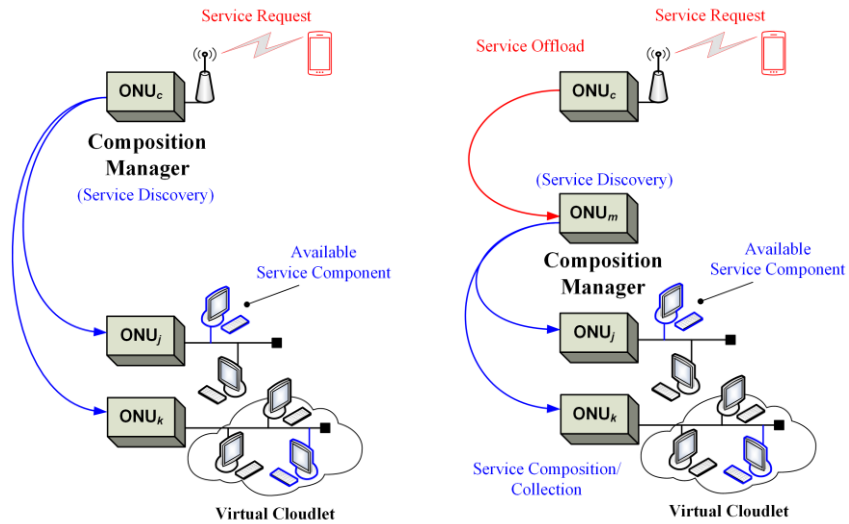 Service Request
ONUc
Composition
Manager
(Service Discovery)
Available
Service Component
ONUj
ONUk
Virtual Cloudlet
Service Request
Service Offload
ONUc
(Service Discovery)
ONUm
Composition
Manager
Available
Service Component
ONUj
ONUk
Service Composition/
Collection
Virtual Cloudlet